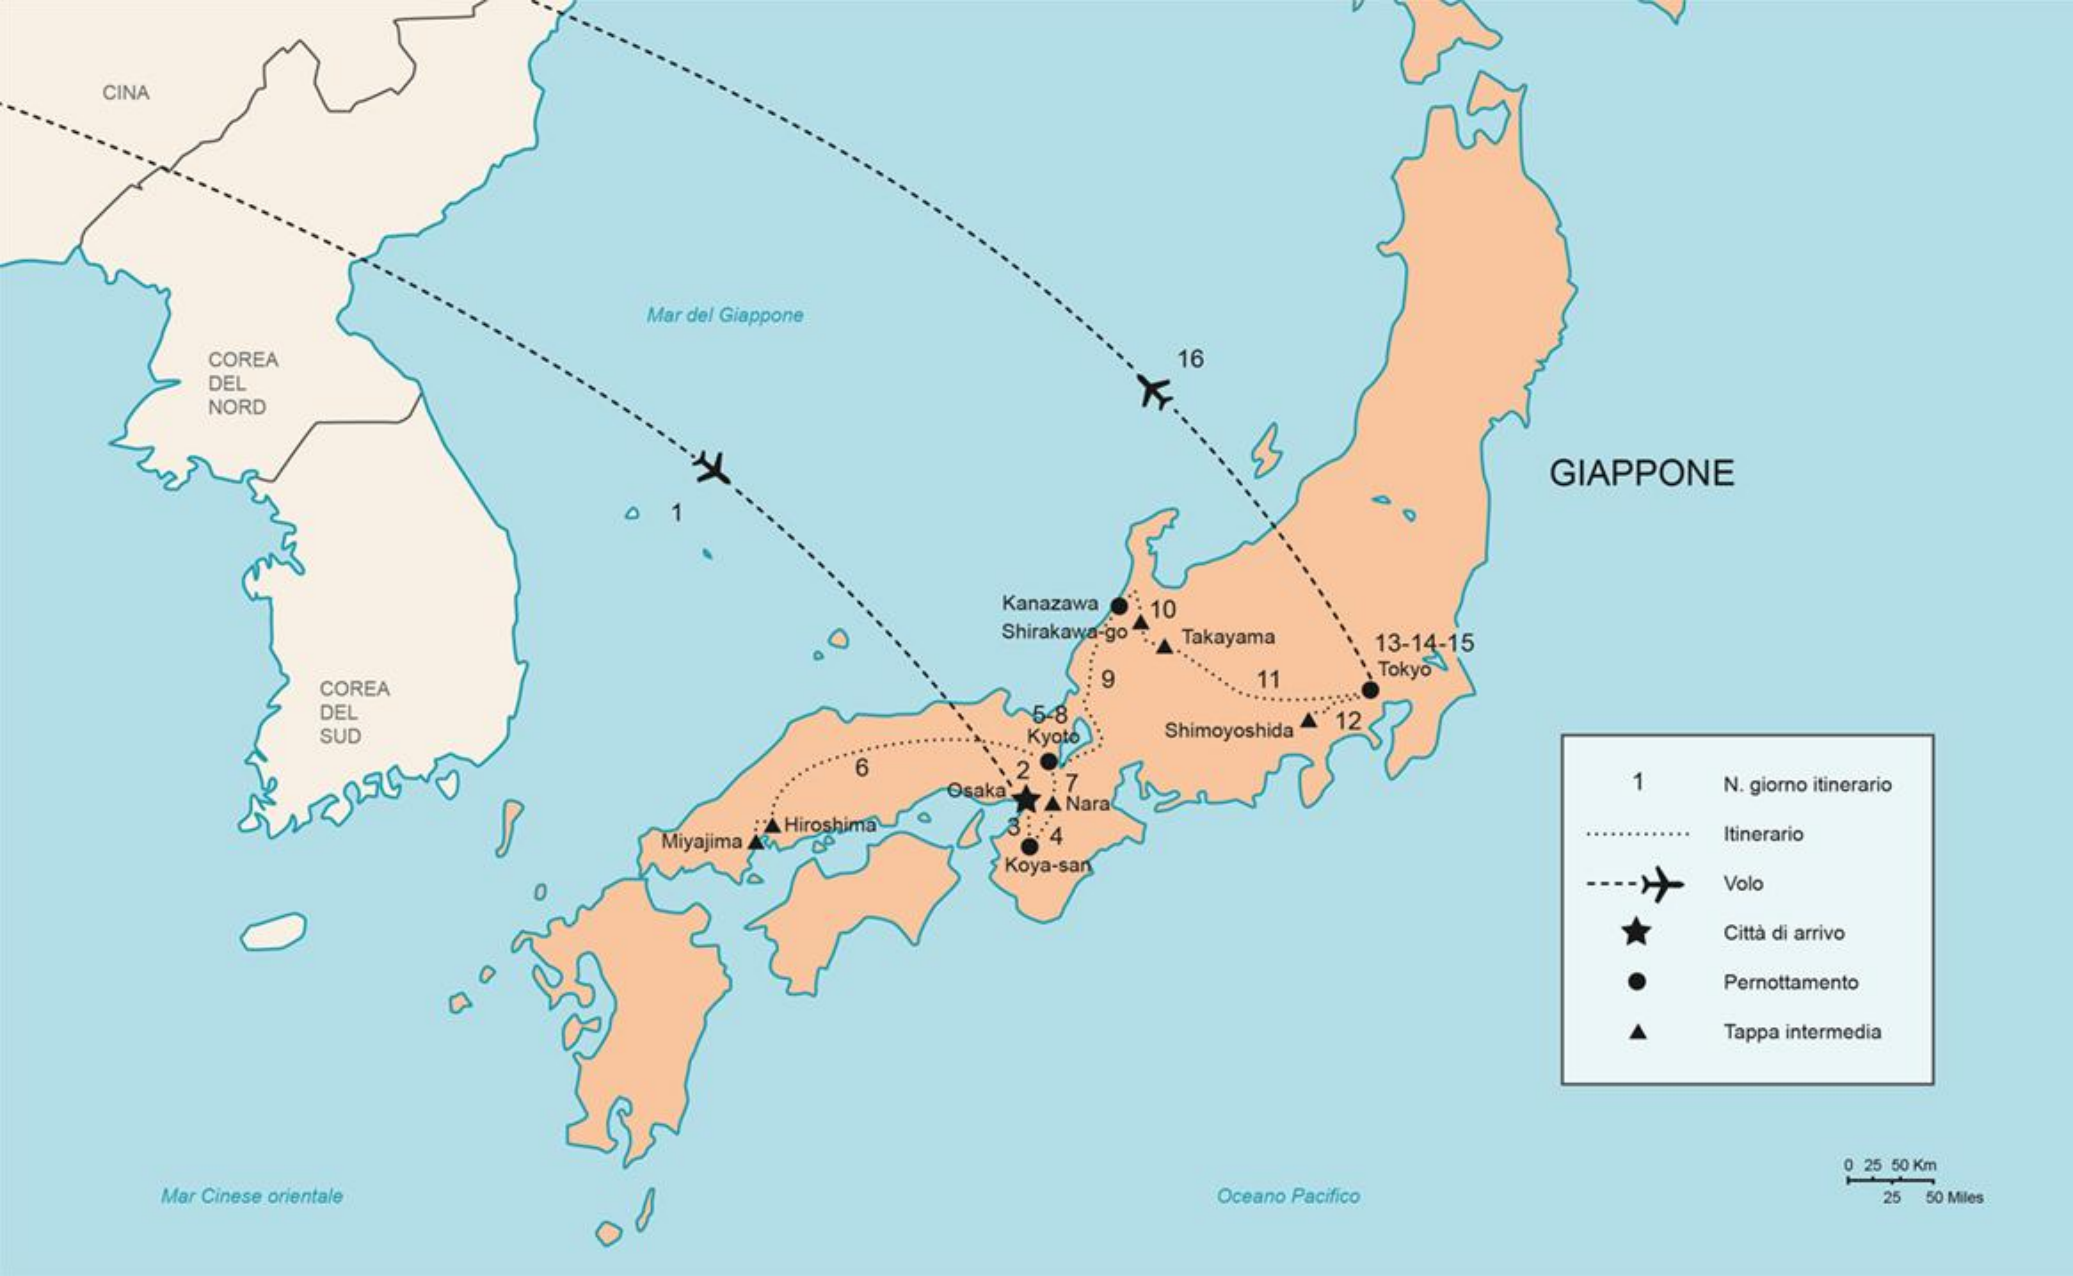 CINA
Mar del Giappone
16
COREA
DEL
NORD
GIAPPONE
1
Kanazawa
10
Shirakawa-go
Takayama
13-14-15
Tokyo
9
11
COREA
DEL
SUD
5-8
Kyoto
Shimoyoshida
12
6
2
7
Osaka
Nara
Hiroshima
3
4
Miyajima
Koya-san
1
N. giorno itinerario
Itinerario
Volo
Città di arrivo
Pernottamento
Tappa intermedia
0 25 50 Km
25 50 Miles
Mar Cinese orientale
Oceano Pacifico